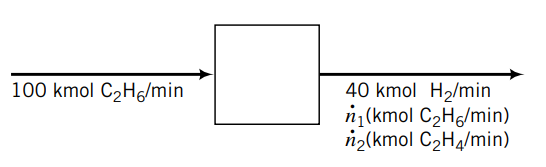 100 kmol C₂H₆/min
40 kmol H₂/min
ṅ₁(kmol C₂H₆/min)
ṅ₂(kmol C₂H₄/min)